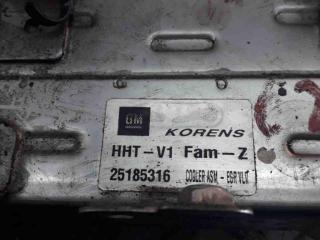 GM
KORENS
HHT-V1 Fam-Z
25185316 COOLER ASM - EGR VLV